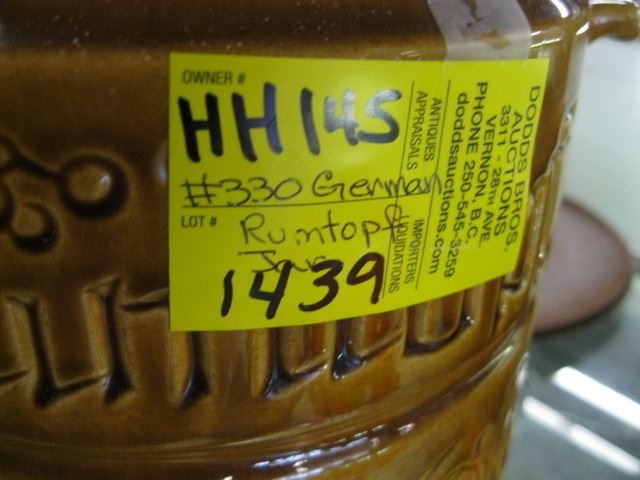 OWNER #
HH145
#330 German
LOT #
Rumtopf
Jar
1439
ANTIQUES
APPRAISALS
IMPORTERS
LIQUIDATIONS
DODDS BROS
AUCTIONS
3311 - 28TH AVE.
VERNON, B.C.
PHONE 250-545-3259
doddsauctions.com